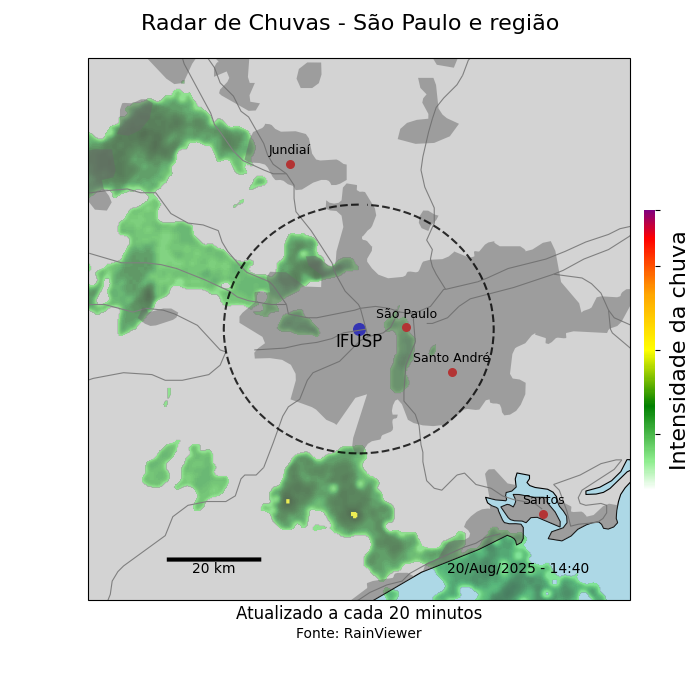 Radar de Chuvas - São Paulo e região
Jundiaí
São Paulo
IFUSP
Santo André
Santos
20 km
20/Aug/2025 - 14:40
Intensidade da chuva
Atualizado a cada 20 minutos
Fonte: RainViewer